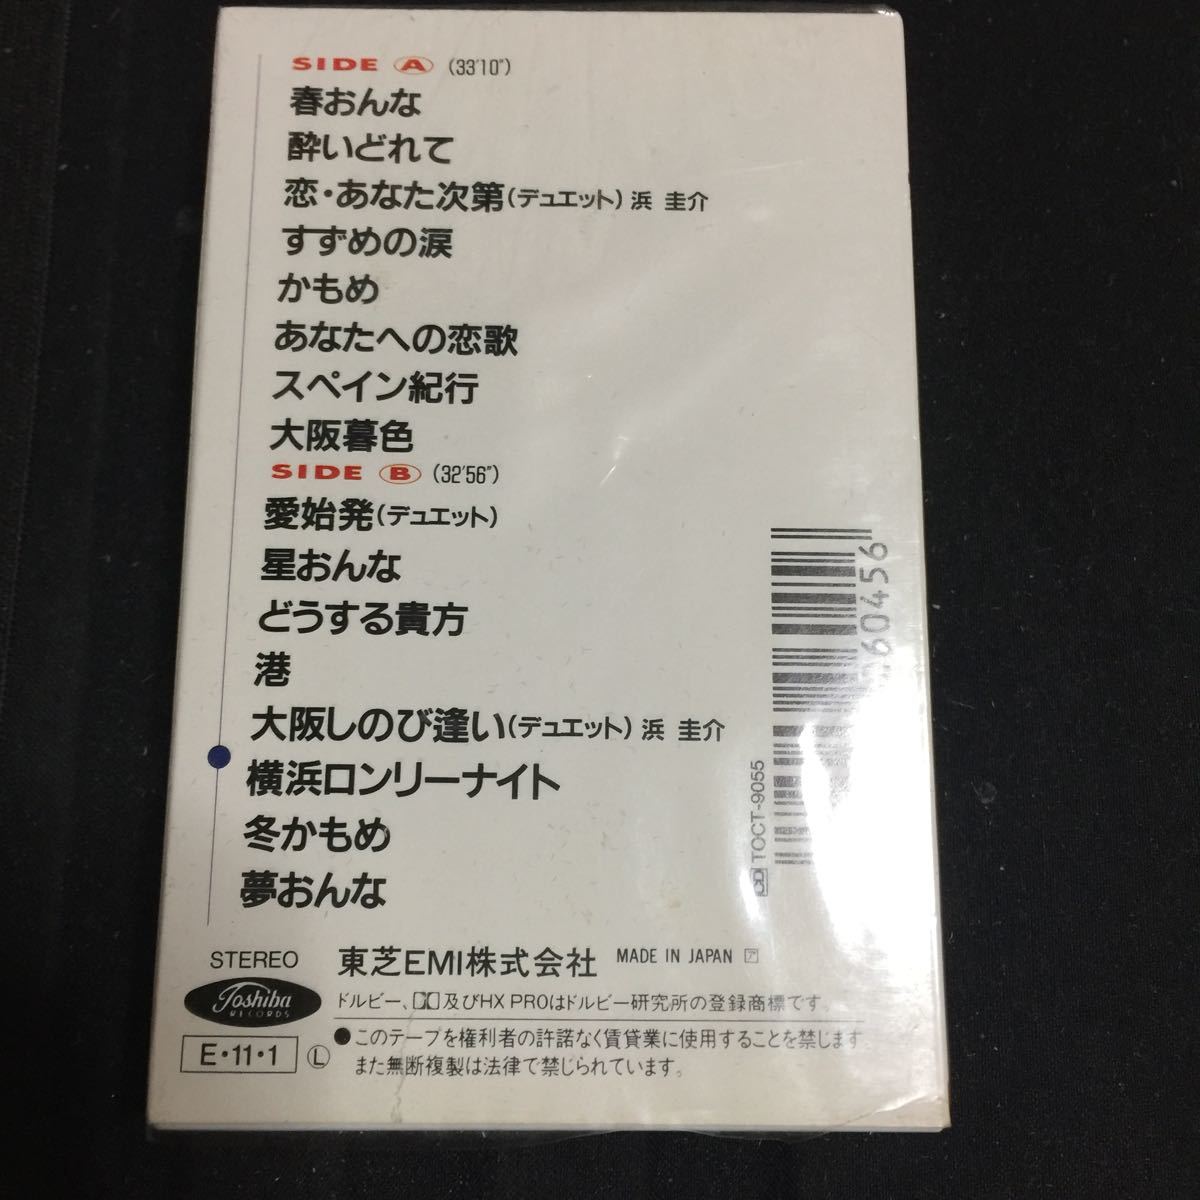 SIDE A (33'10")
春おんな
酔いどれて
恋・あなた次第(デュエット) 浜 圭介
すずめの涙
かもめ
あなたへの恋歌
スペイン紀行
大阪暮色
SIDE B (32'56")
愛始発(デュエット)
星おんな
どうする貴方
港
大阪しのび逢い(デュエット) 浜 圭介
横浜ロンリーナイト
冬かもめ
夢おんな
60456
CD TOCT-9055
STEREO
東芝EMI株式会社 MADE IN JAPAN ア
Toshiba
RECORDS
ドルビー、及びHX PROはドルビー研究所の登録商標です。
E・11・1 L
●このテープを権利者の許諾なく賃貸業に使用することを禁じます。
また無断複製は法律で禁じられています。